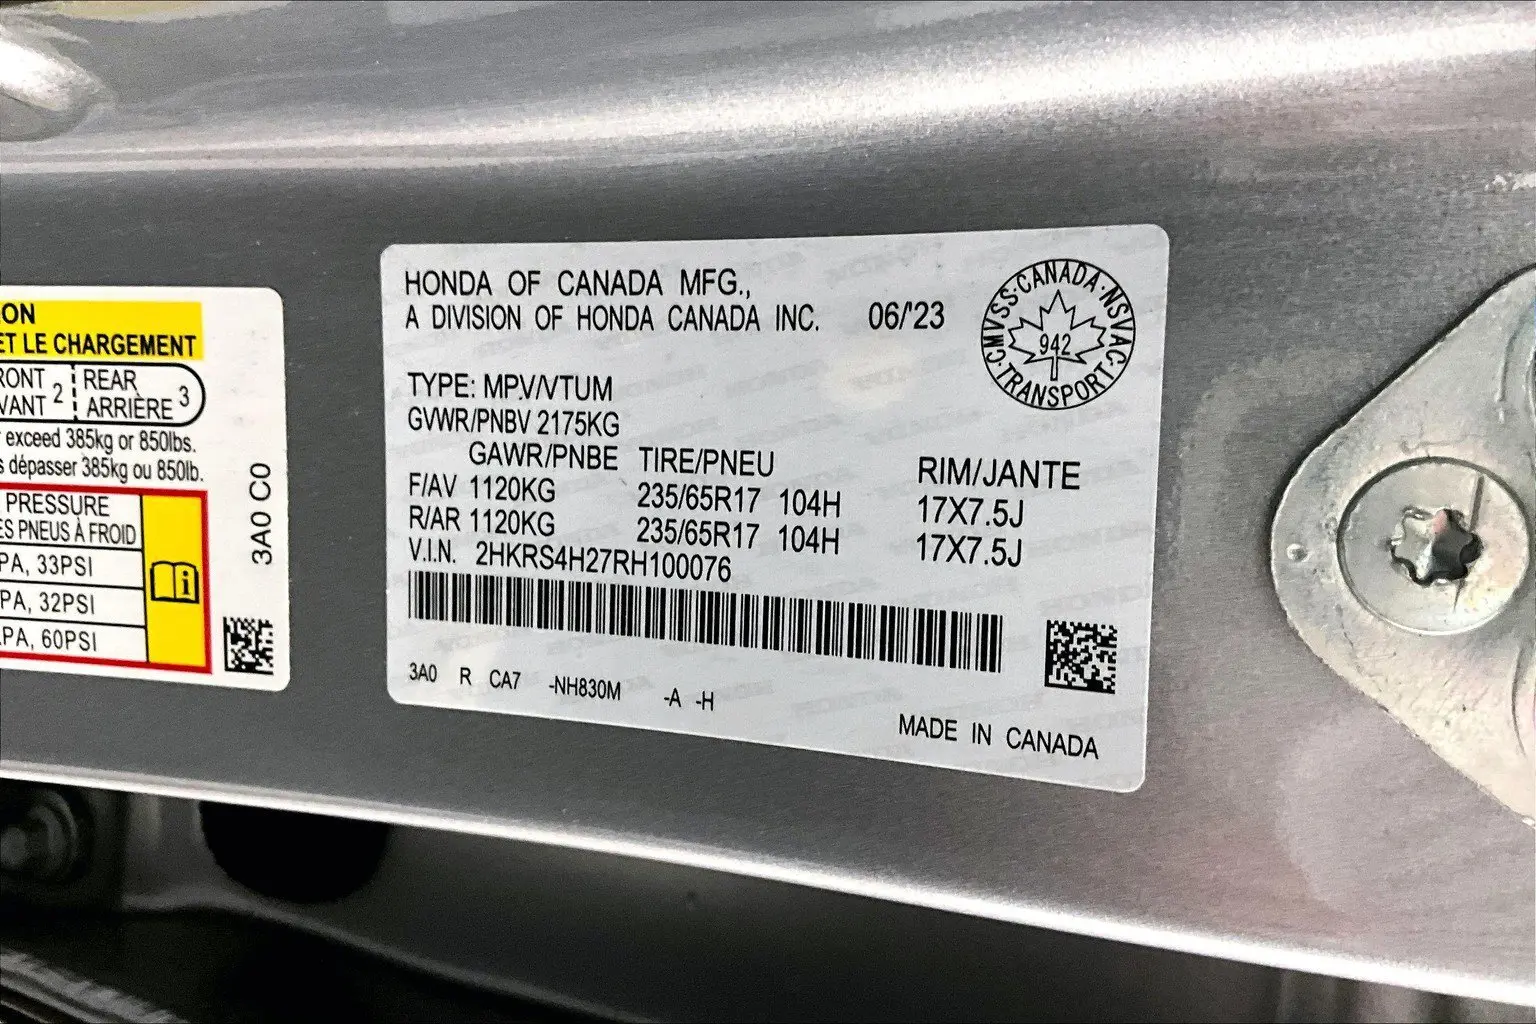 ON
ET LE CHARGEMENT
RONT 2 REAR 3
VANT ARRIÈRE
exceed 385kg or 850lbs.
s dépasser 385kg ou 850lb.
PRESSURE
ES PNEUS À FROID
PA, 33PSI
PA, 32PSI
PA, 60PSI
3A0 C0
HONDA OF CANADA MFG.,
A DIVISION OF HONDA CANADA INC. 06/'23
CMVSS·CANADA·NSVAC·TRANSPORT·
942
TYPE: MPV/VTUM
GVWR/PNBV 2175KG
GAWR/PNBE TIRE/PNEU RIM/JANTE
F/AV 1120KG 235/65R17 104H 17X7.5J
R/AR 1120KG 235/65R17 104H 17X7.5J
V.I.N. 2HKRS4H27RH100076
3A0 R CA7 -NH830M -A -H
MADE IN CANADA